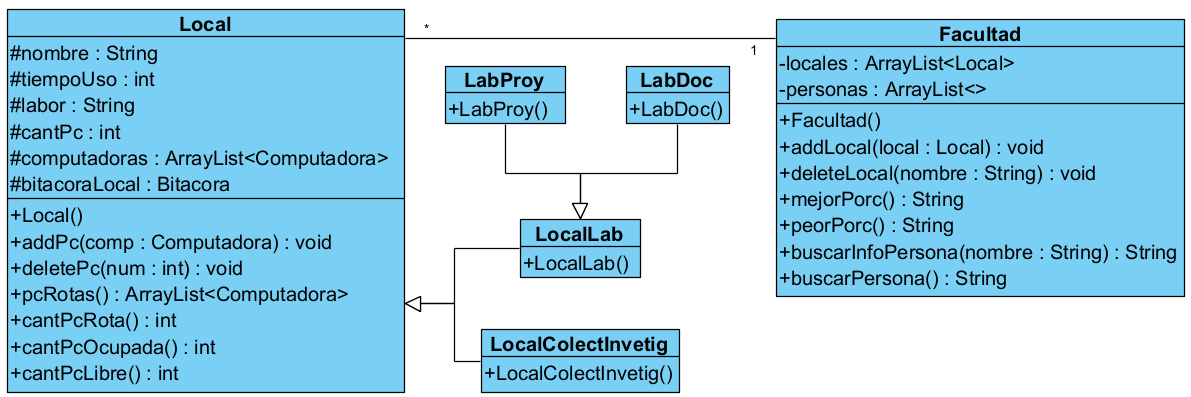 Local
#nombre : String
#tiempoUso : int
#labor : String
#cantPc : int
#computadoras : ArrayList<Computadora>
#bitacoraLocal : Bitacora
+Local()
+addPc(comp : Computadora) : void
+deletePc(num : int) : void
+pcRotas() : ArrayList<Computadora>
+cantPcRota() : int
+cantPcOcupada() : int
+cantPcLibre() : int
*
1
LabProy
+LabProy()
LabDoc
+LabDoc()
LocalLab
+LocalLab()
LocalColectInvetig
+LocalColectInvetig()
Facultad
-locales : ArrayList<Local>
-personas : ArrayList<>
+Facultad()
+addLocal(local : Local) : void
+deleteLocal(nombre : String) : void
+mejorPorc() : String
+peorPorc() : String
+buscarInfoPersona(nombre : String) : String
+buscarPersona() : String